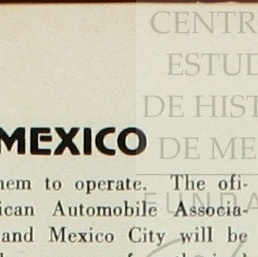 CENTR
ESTUD
DE HIST
DE ME
FUNDA
MEXICO
hem to operate. The ofi-
ican Automobile Associa-
and Mexico City will be